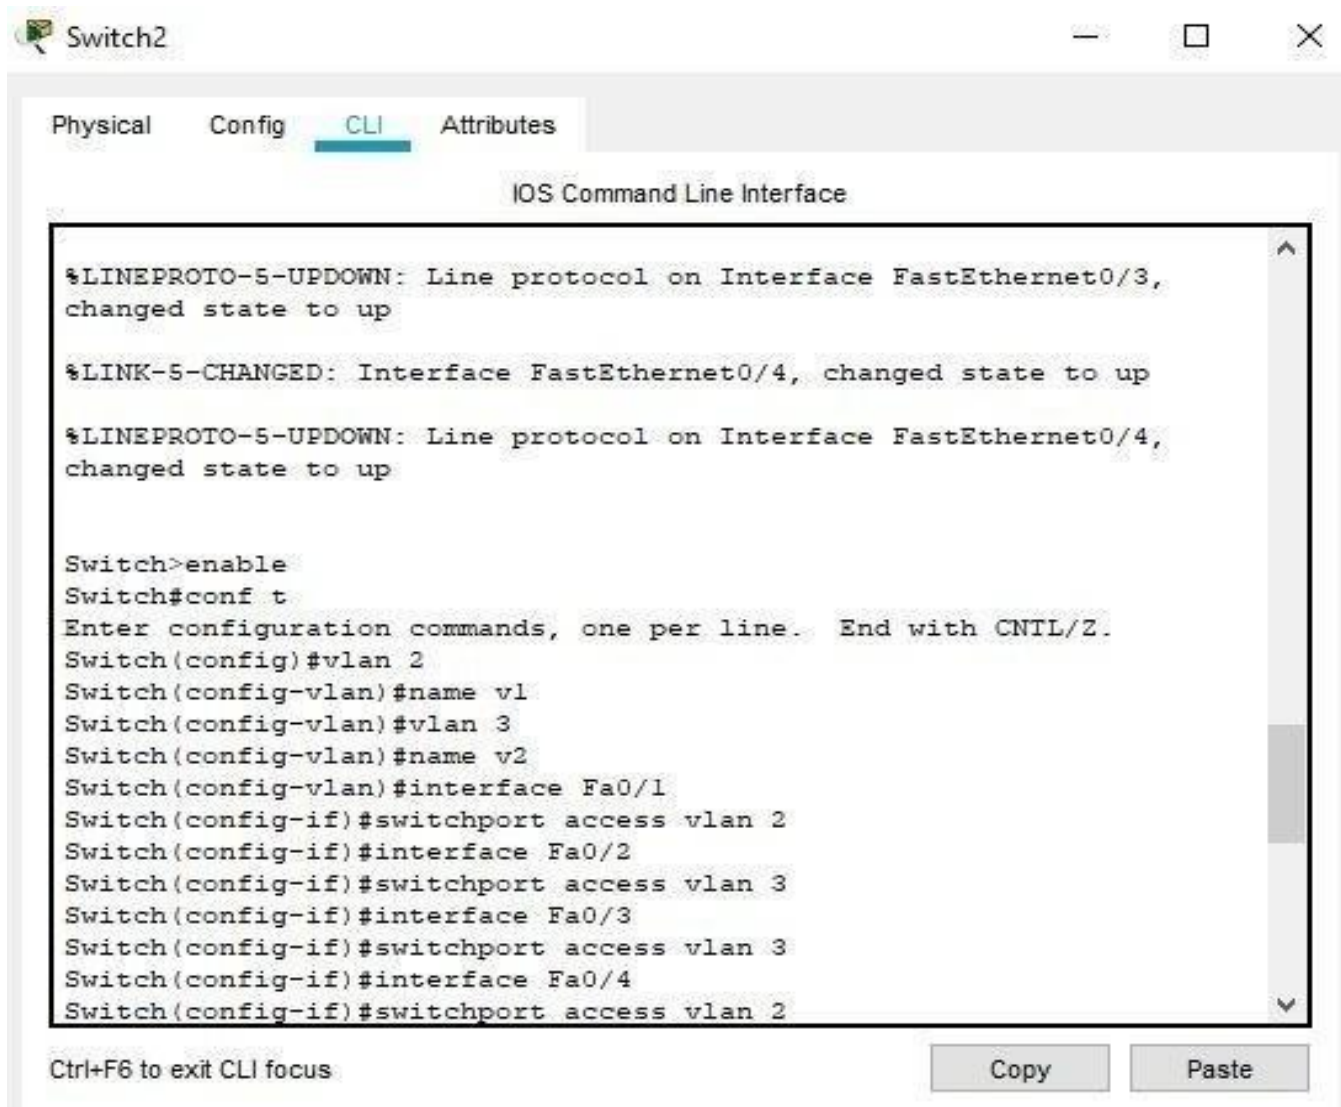 Switch2
Physical Config CLI Attributes
IOS Command Line Interface
%LINEPROTO-5-UPDOWN: Line protocol on Interface FastEthernet0/3,
changed state to up
%LINK-5-CHANGED: Interface FastEthernet0/4, changed state to up
%LINEPROTO-5-UPDOWN: Line protocol on Interface FastEthernet0/4,
changed state to up
Switch>enable
Switch#conf t
Enter configuration commands, one per line.  End with CNTL/Z.
Switch(config)#vlan 2
Switch(config-vlan)#name v1
Switch(config-vlan)#vlan 3
Switch(config-vlan)#name v2
Switch(config-vlan)#interface Fa0/1
Switch(config-if)#switchport access vlan 2
Switch(config-if)#interface Fa0/2
Switch(config-if)#switchport access vlan 3
Switch(config-if)#interface Fa0/3
Switch(config-if)#switchport access vlan 3
Switch(config-if)#interface Fa0/4
Switch(config-if)#switchport access vlan 2
Ctrl+F6 to exit CLI focus
Copy Paste